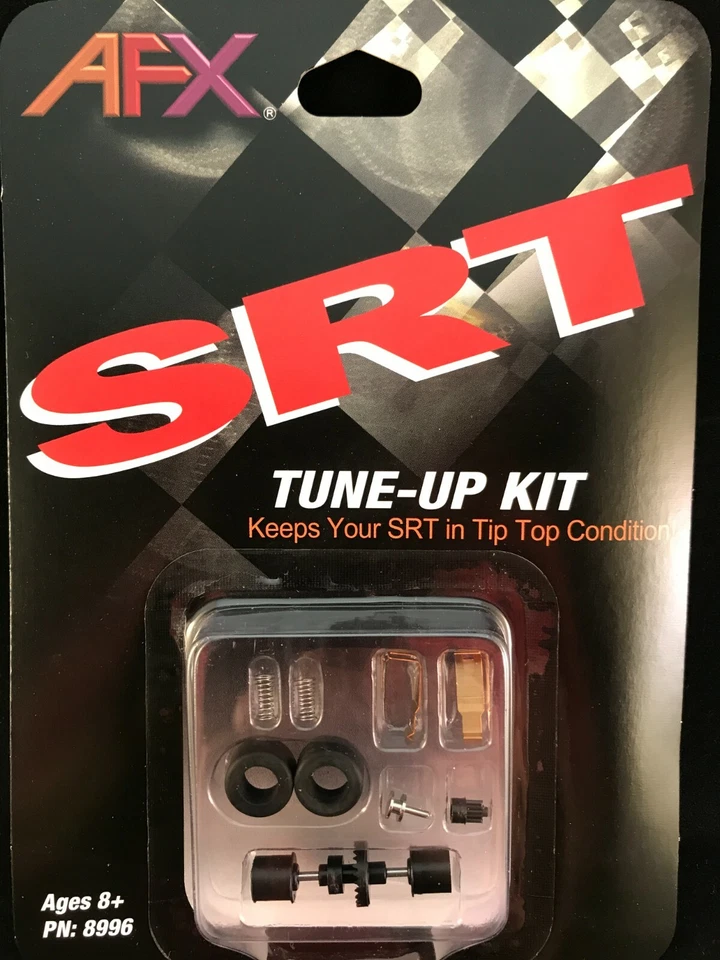 AFX®
SRT
TUNE-UP KIT
Keeps Your SRT in Tip Top Condition
Ages 8+
PN: 8996